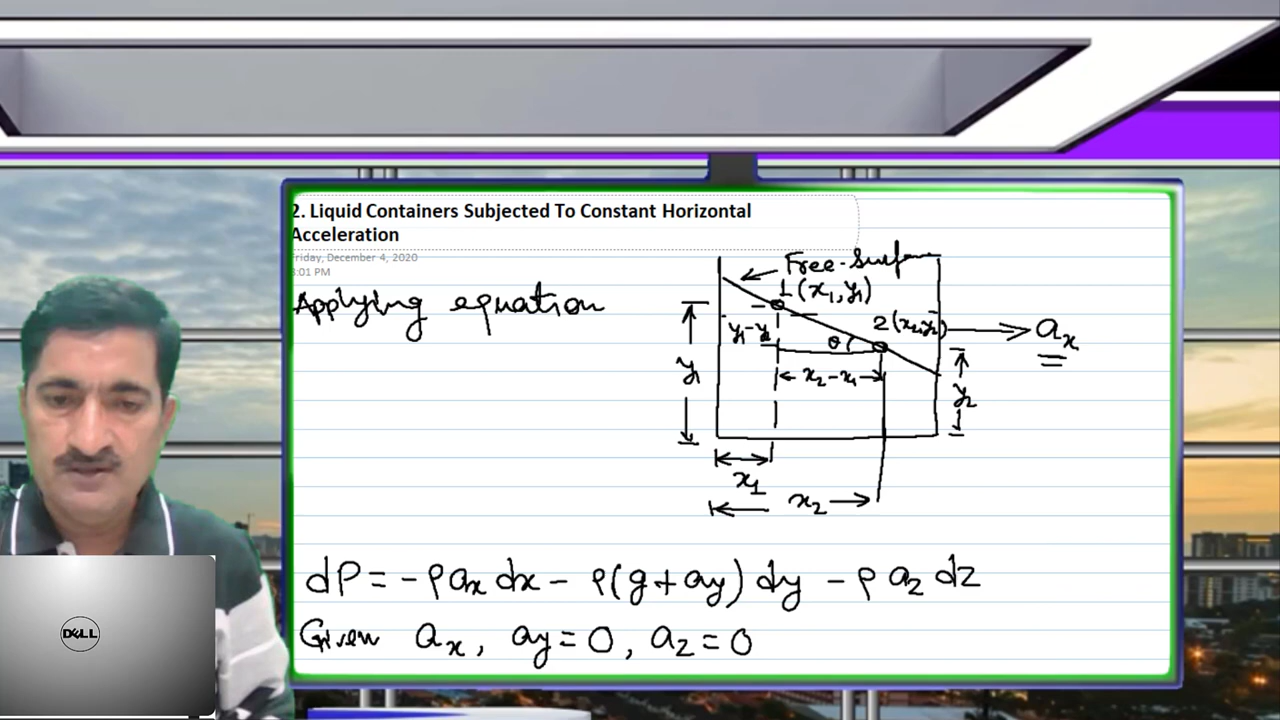 2. Liquid Containers Subjected To Constant Horizontal
Acceleration
Friday, December 4, 2020
3:01 PM
Applying equation
Free-Surf
1 (x₁, y₁)
2 (x₂, y₂)
aₓ
y₁-y₂
θ
x₂-x₁
y₁
y₂
x₁
x₂
dP = -ρaₓ dx - ρ(g + ay) dy - ρ az dz
Given aₓ, ay = 0, az = 0
DELL